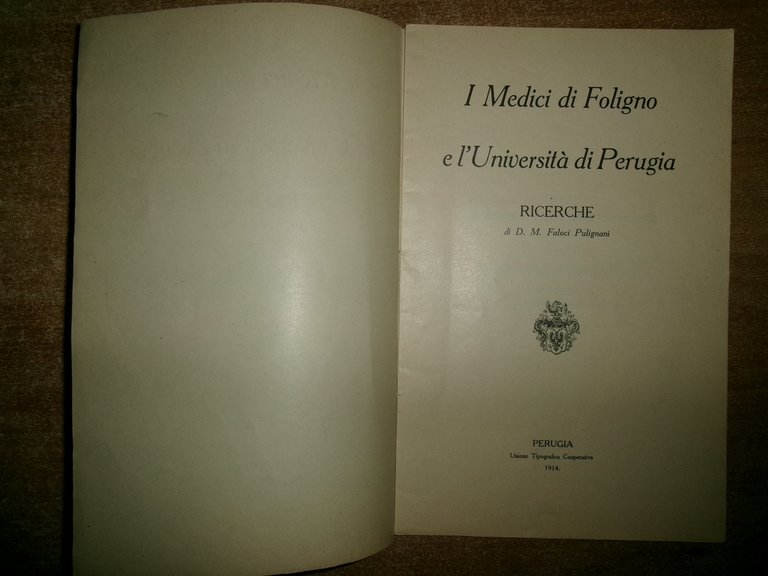 I Medici di Foligno
e l'Università di Perugia
RICERCHE
di D. M. Faloci Pulignani
PERUGIA
Unione Tipografica Cooperativa
1914.